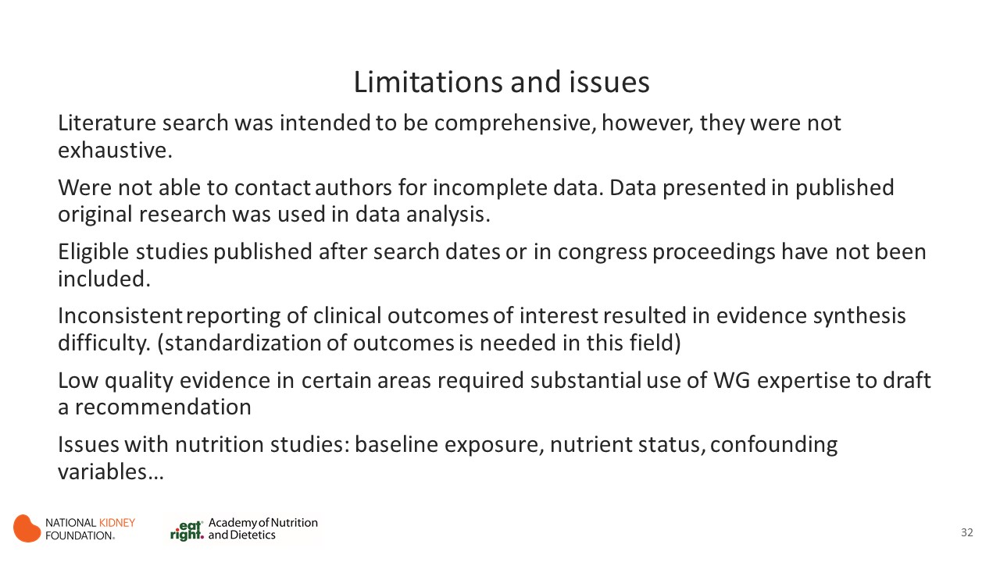 Limitations and issues
Literature search was intended to be comprehensive, however, they were not
exhaustive.
Were not able to contact authors for incomplete data. Data presented in published
original research was used in data analysis.
Eligible studies published after search dates or in congress proceedings have not been
included.
Inconsistent reporting of clinical outcomes of interest resulted in evidence synthesis
difficulty. (standardization of outcomes is needed in this field)
Low quality evidence in certain areas required substantial use of WG expertise to draft
a recommendation
Issues with nutrition studies: baseline exposure, nutrient status, confounding
variables…
NATIONAL KIDNEY
FOUNDATION®
eat
right.
Academy of Nutrition
and Dietetics
32